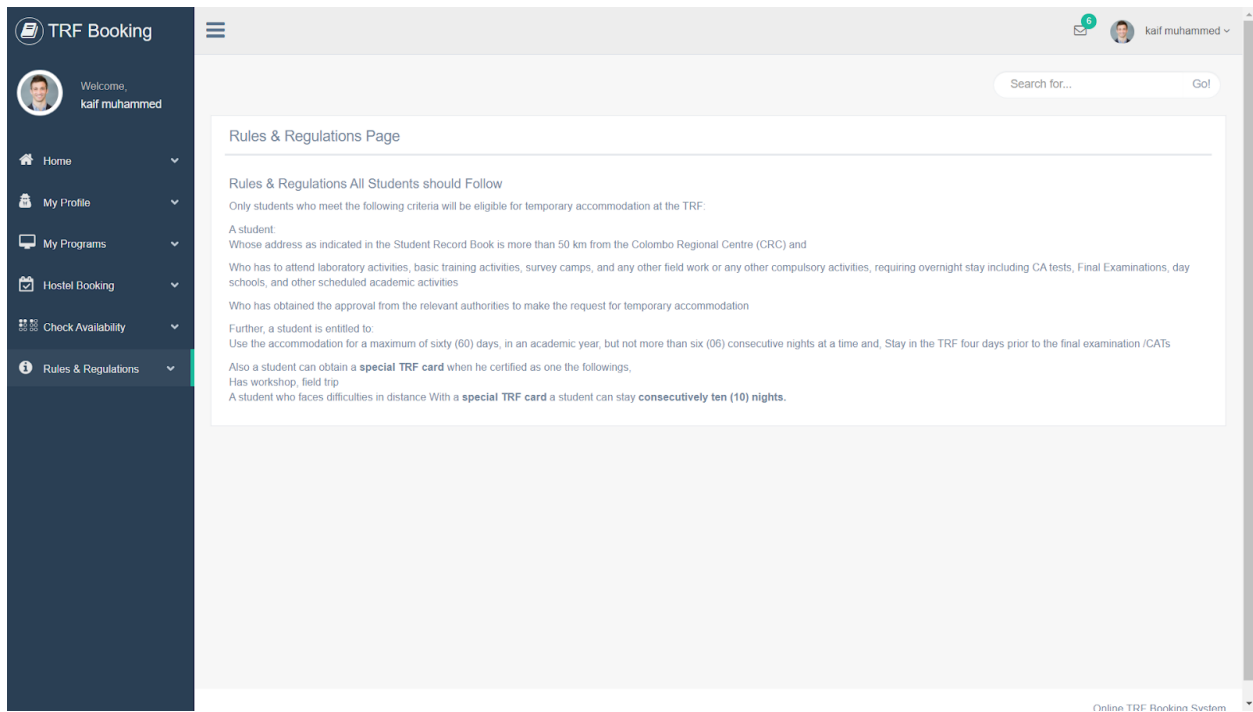 TRF Booking
6
kaif muhammed
Welcome,
kaif muhammed
Search for...
Go!
Home
My Profile
My Programs
Hostel Booking
Check Availability
Rules & Regulations
Rules & Regulations Page
Rules & Regulations All Students should Follow
Only students who meet the following criteria will be eligible for temporary accommodation at the TRF:
A student:
Whose address as indicated in the Student Record Book is more than 50 km from the Colombo Regional Centre (CRC) and
Who has to attend laboratory activities, basic training activities, survey camps, and any other field work or any other compulsory activities, requiring overnight stay including CA tests, Final Examinations, day
schools, and other scheduled academic activities
Who has obtained the approval from the relevant authorities to make the request for temporary accommodation
Further, a student is entitled to:
Use the accommodation for a maximum of sixty (60) days, in an academic year, but not more than six (06) consecutive nights at a time and, Stay in the TRF four days prior to the final examination /CATs
Also a student can obtain a special TRF card when he certified as one the followings,
Has workshop, field trip
A student who faces difficulties in distance With a special TRF card a student can stay consecutively ten (10) nights.
Online TRF Booking System